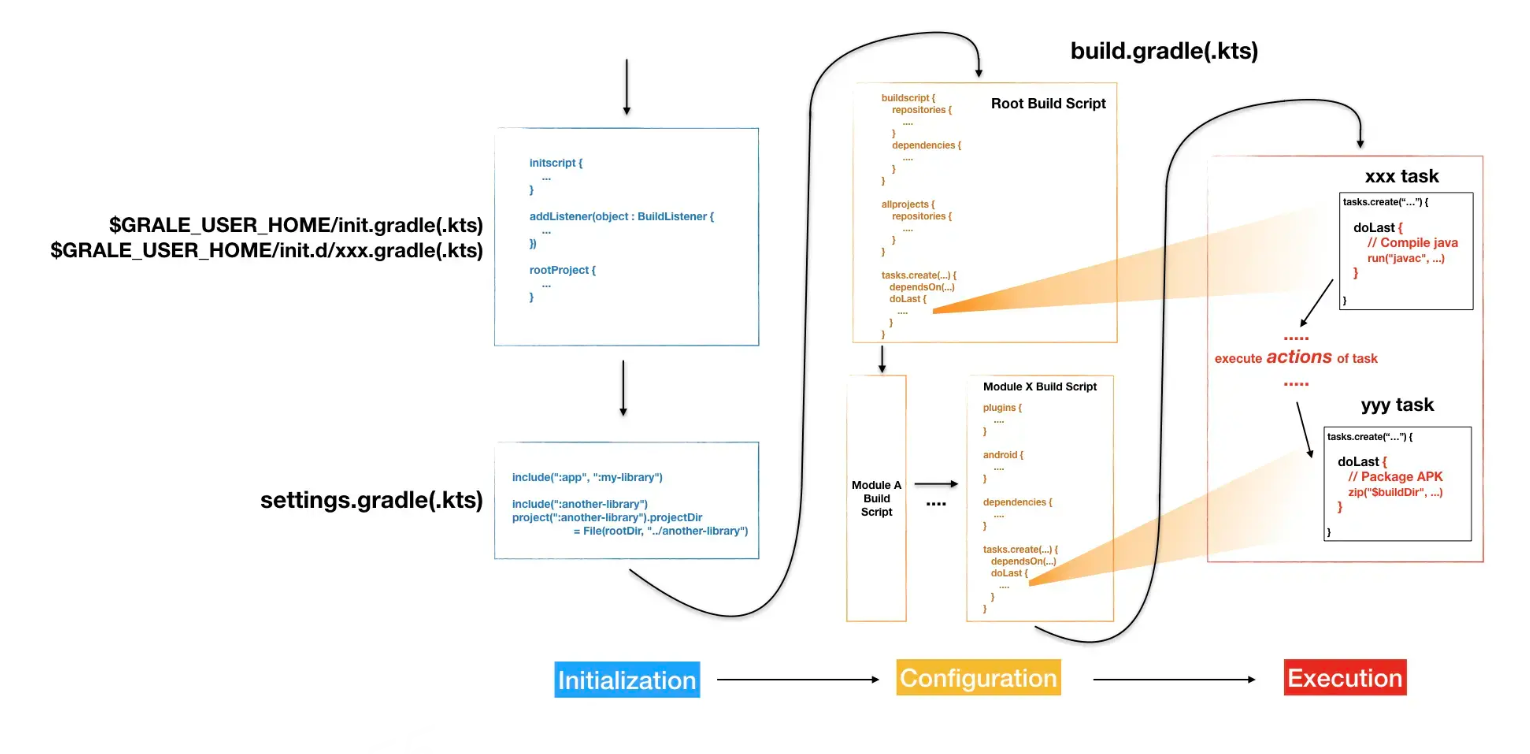 $GRALE_USER_HOME/init.gradle(.kts)
$GRALE_USER_HOME/init.d/xxx.gradle(.kts)
initscript {
...
}
addListener(object : BuildListener {
...
})
rootProject {
...
}
settings.gradle(.kts)
include(":app", ":my-library")
include(":another-library")
project(":another-library").projectDir
= File(rootDir, "../another-library")
build.gradle(.kts)
Root Build Script
buildscript {
repositories {
....
}
dependencies {
....
}
}
allprojects {
repositories {
....
}
}
tasks.create(...) {
dependsOn(...)
doLast {
....
}
}
Module A
Build
Script
....
Module X Build Script
plugins {
....
}
android {
....
}
dependencies {
....
}
tasks.create(...) {
dependsOn(...)
doLast {
....
}
}
xxx task
tasks.create("...") {
doLast {
// Compile java
run("javac", ...)
}
}
.....
execute actions of task
.....
yyy task
tasks.create("...") {
doLast {
// Package APK
zip("$buildDir", ...)
}
}
Initialization
Configuration
Execution